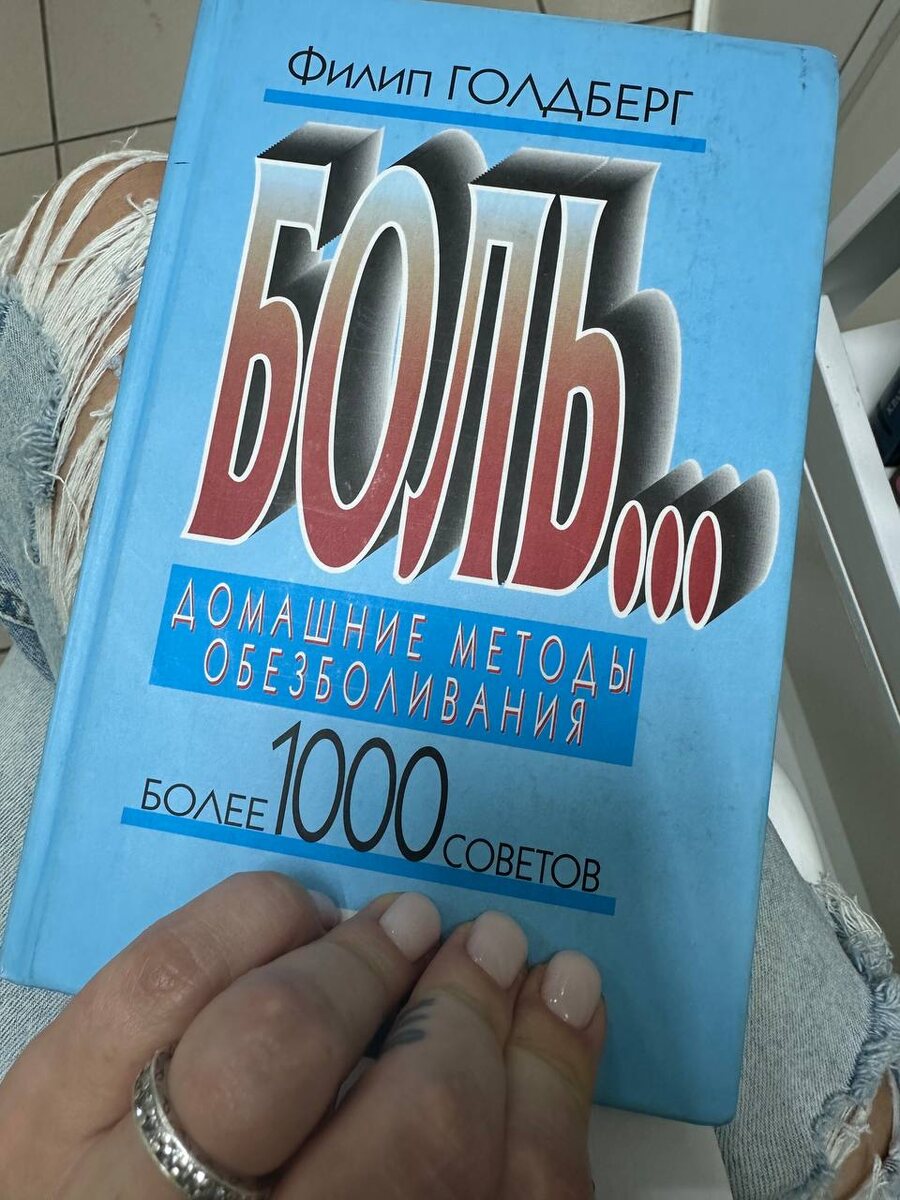 Филип ГОЛДБЕРГ
БОЛЬ...
ДОМАШНИЕ МЕТОДЫ
ОБЕЗБОЛИВАНИЯ
БОЛЕЕ 1000 СОВЕТОВ